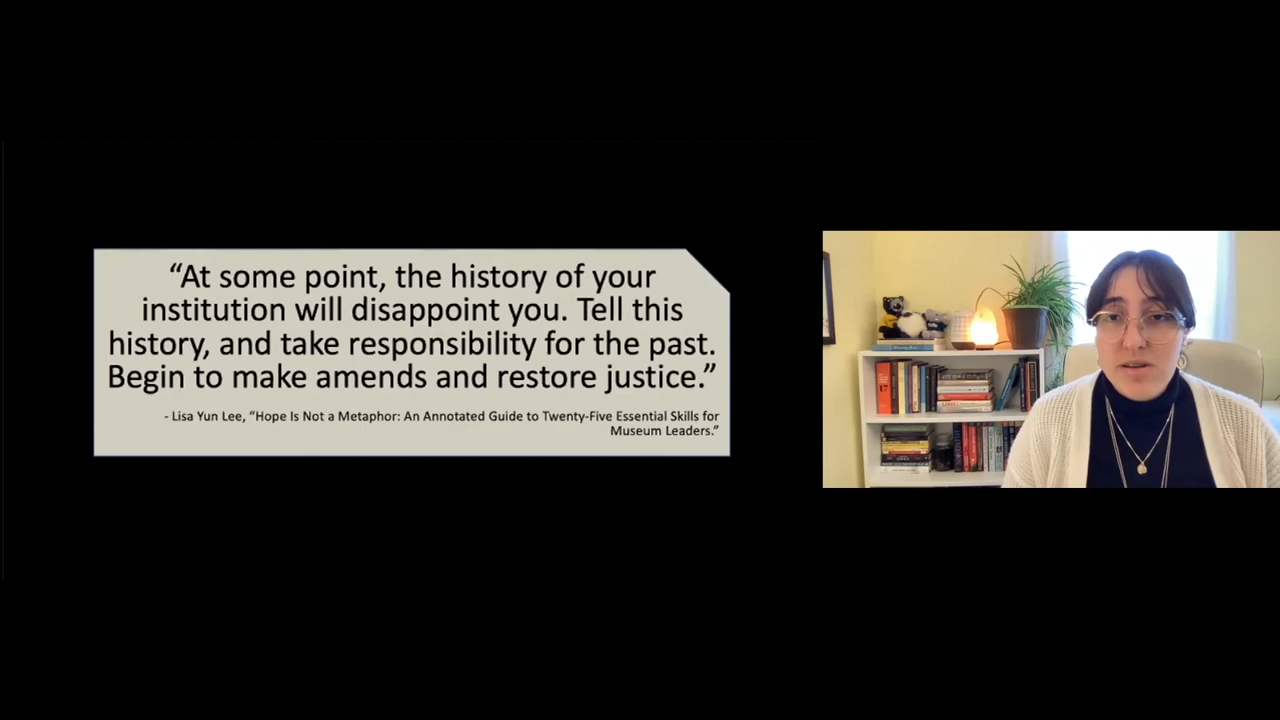 “At some point, the history of your
institution will disappoint you. Tell this
history, and take responsibility for the past.
Begin to make amends and restore justice.”
- Lisa Yun Lee, “Hope Is Not a Metaphor: An Annotated Guide to Twenty-Five Essential Skills for
Museum Leaders.”
17